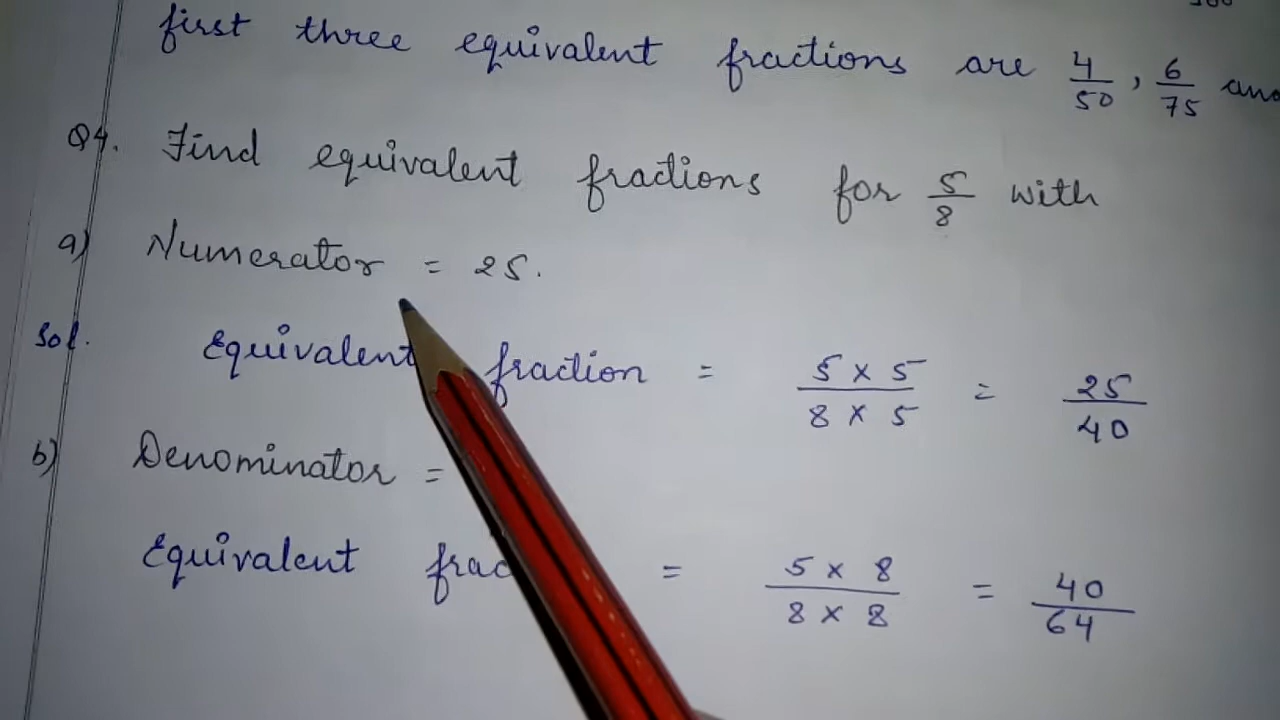 first three equivalent fractions are 4/50, 6/75 and
Q4. Find equivalent fractions for 5/8 with
a) Numerator = 25.
Sol. Equivalent fraction = 5 × 5 / 8 × 5 = 25/40
b) Denominator =
Equivalent frac = 5 × 8 / 8 × 8 = 40/64